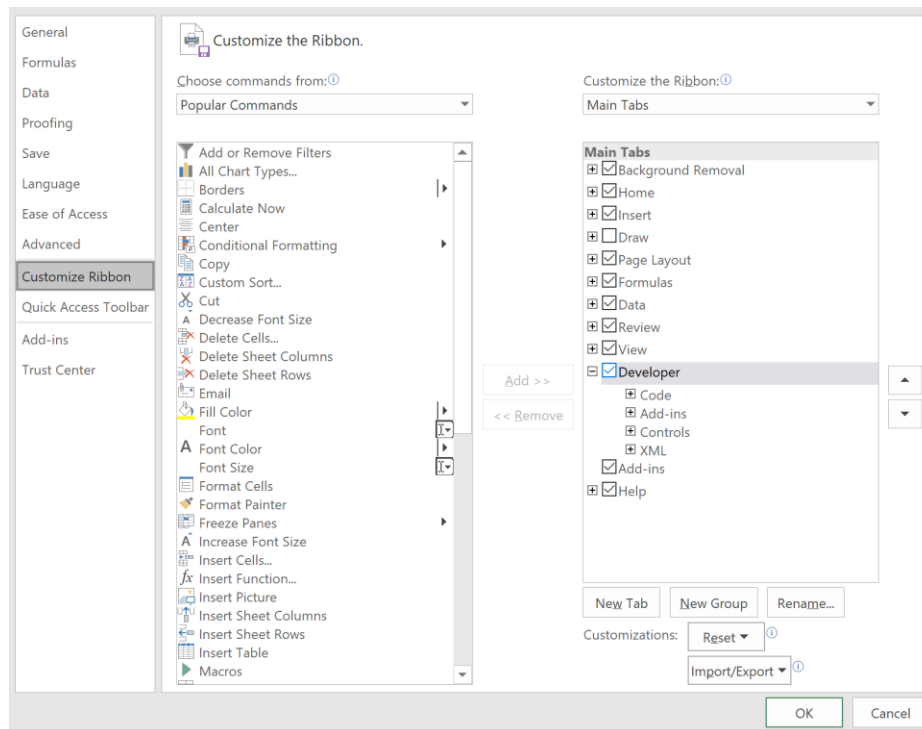 General
Formulas
Data
Proofing
Save
Language
Ease of Access
Advanced
Customize Ribbon
Quick Access Toolbar
Add-ins
Trust Center
Customize the Ribbon.
Choose commands from:
Popular Commands
Add or Remove Filters
All Chart Types...
Borders
Calculate Now
Center
Conditional Formatting
Copy
Custom Sort...
Cut
Decrease Font Size
Delete Cells...
Delete Sheet Columns
Delete Sheet Rows
Email
Fill Color
Font
Font Color
Font Size
Format Cells
Format Painter
Freeze Panes
Increase Font Size
Insert Cells...
Insert Function...
Insert Picture
Insert Sheet Columns
Insert Sheet Rows
Insert Table
Macros
Add >>
<< Remove
Customize the Ribbon:
Main Tabs
Main Tabs
Background Removal
Home
Insert
Draw
Page Layout
Formulas
Data
Review
View
Developer
Code
Add-ins
Controls
XML
Add-ins
Help
New Tab New Group Rename...
Customizations: Reset
Import/Export
OK Cancel